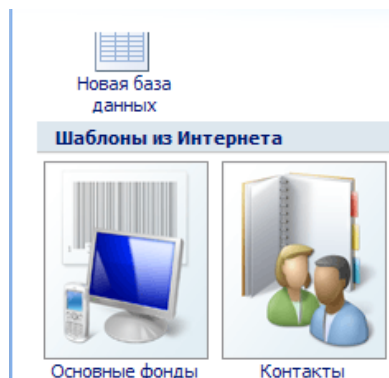 Новая база
данных
Шаблоны из Интернета
Основные фонды
Контакты